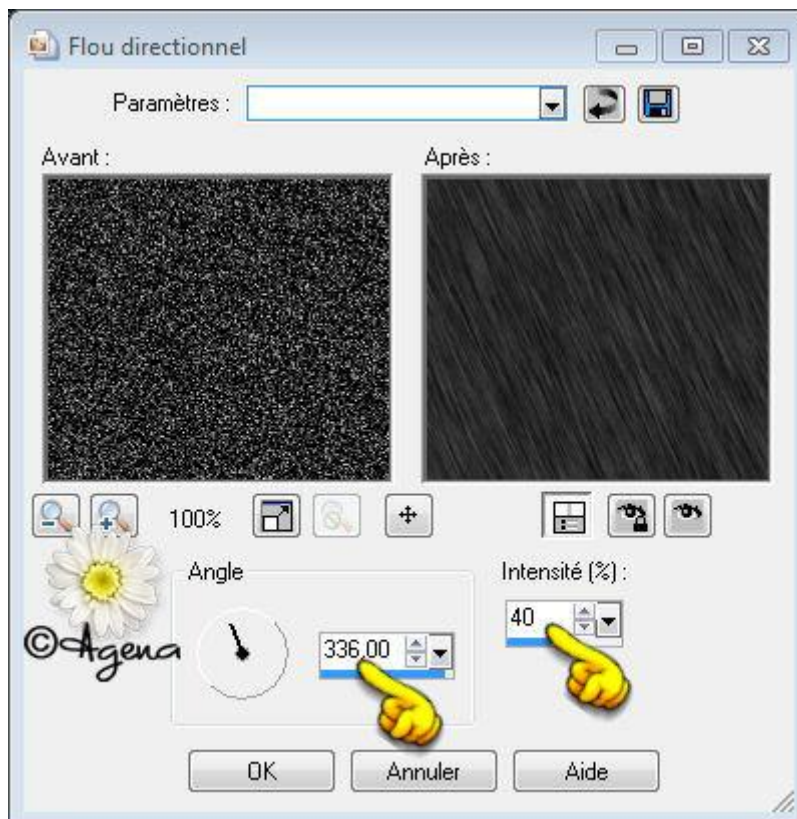 Flou directionnel
Paramètres :
Avant :
Après :
100%
Angle
Intensité (%) :
336,00
40
©Agena
OK
Annuler
Aide